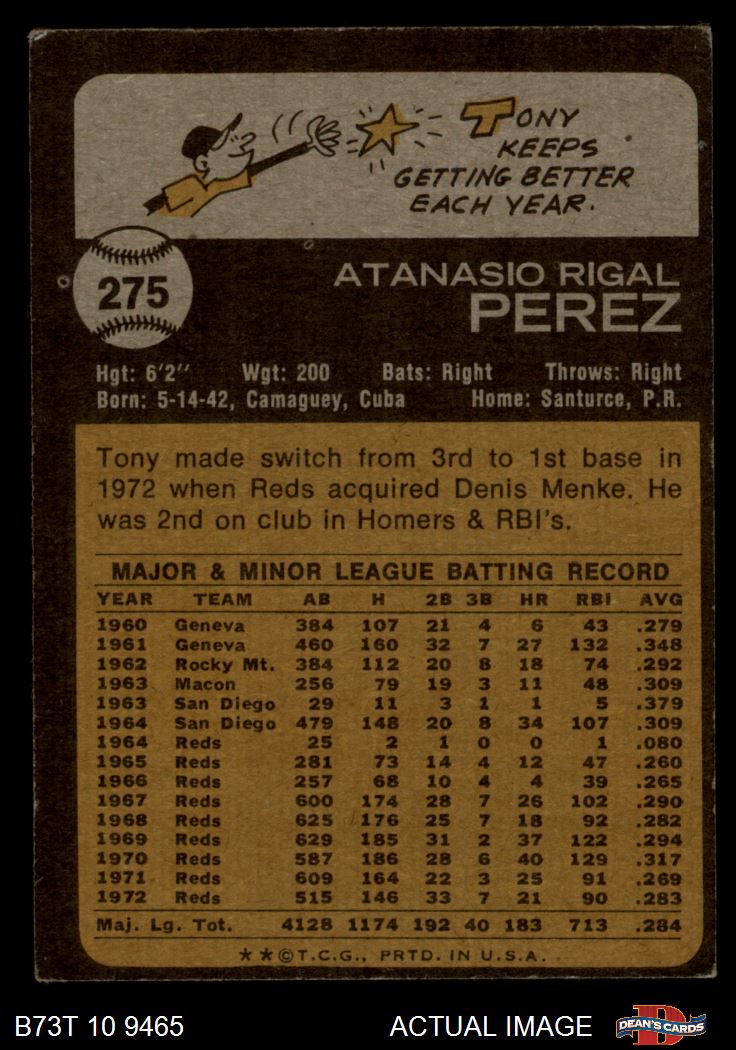 TONY
KEEPS
GETTING BETTER
EACH YEAR.
275
ATANASIO RIGAL
PEREZ
Hgt: 6'2" Wgt: 200 Bats: Right Throws: Right
Born: 5-14-42, Camaguey, Cuba Home: Santurce, P.R.
Tony made switch from 3rd to 1st base in
1972 when Reds acquired Denis Menke. He
was 2nd on club in Homers & RBI's.
MAJOR & MINOR LEAGUE BATTING RECORD
YEAR TEAM AB H 2B 3B HR RBI AVG
1960 Geneva 384 107 21 4 6 43 .279
1961 Geneva 460 160 32 7 27 132 .348
1962 Rocky Mt. 384 112 20 8 18 74 .292
1963 Macon 256 79 19 3 11 48 .309
1963 San Diego 29 11 3 1 1 5 .379
1964 San Diego 479 148 20 8 34 107 .309
1964 Reds 25 2 1 0 0 1 .080
1965 Reds 281 73 14 4 12 47 .260
1966 Reds 257 68 10 4 4 39 .265
1967 Reds 600 174 28 7 26 102 .290
1968 Reds 625 176 25 7 18 92 .282
1969 Reds 629 185 31 2 37 122 .294
1970 Reds 587 186 28 6 40 129 .317
1971 Reds 609 164 22 3 25 91 .269
1972 Reds 515 146 33 7 21 90 .283
Maj. Lg. Tot. 4128 1174 192 40 183 713 .284
**©T.C.G., PRTD. IN U.S.A.
B73T 10 9465 ACTUAL IMAGE D DEAN'S CARDS